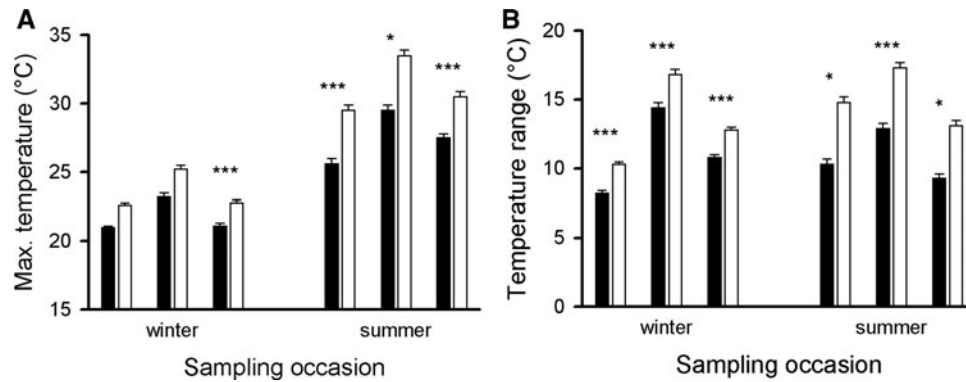 A
Max. temperature (°C)
35
30
25
20
15
***
***
*
***
winter
summer
Sampling occasion
B
Temperature range (°C)
20
15
10
5
0
***
***
***
*
***
*
winter
summer
Sampling occasion